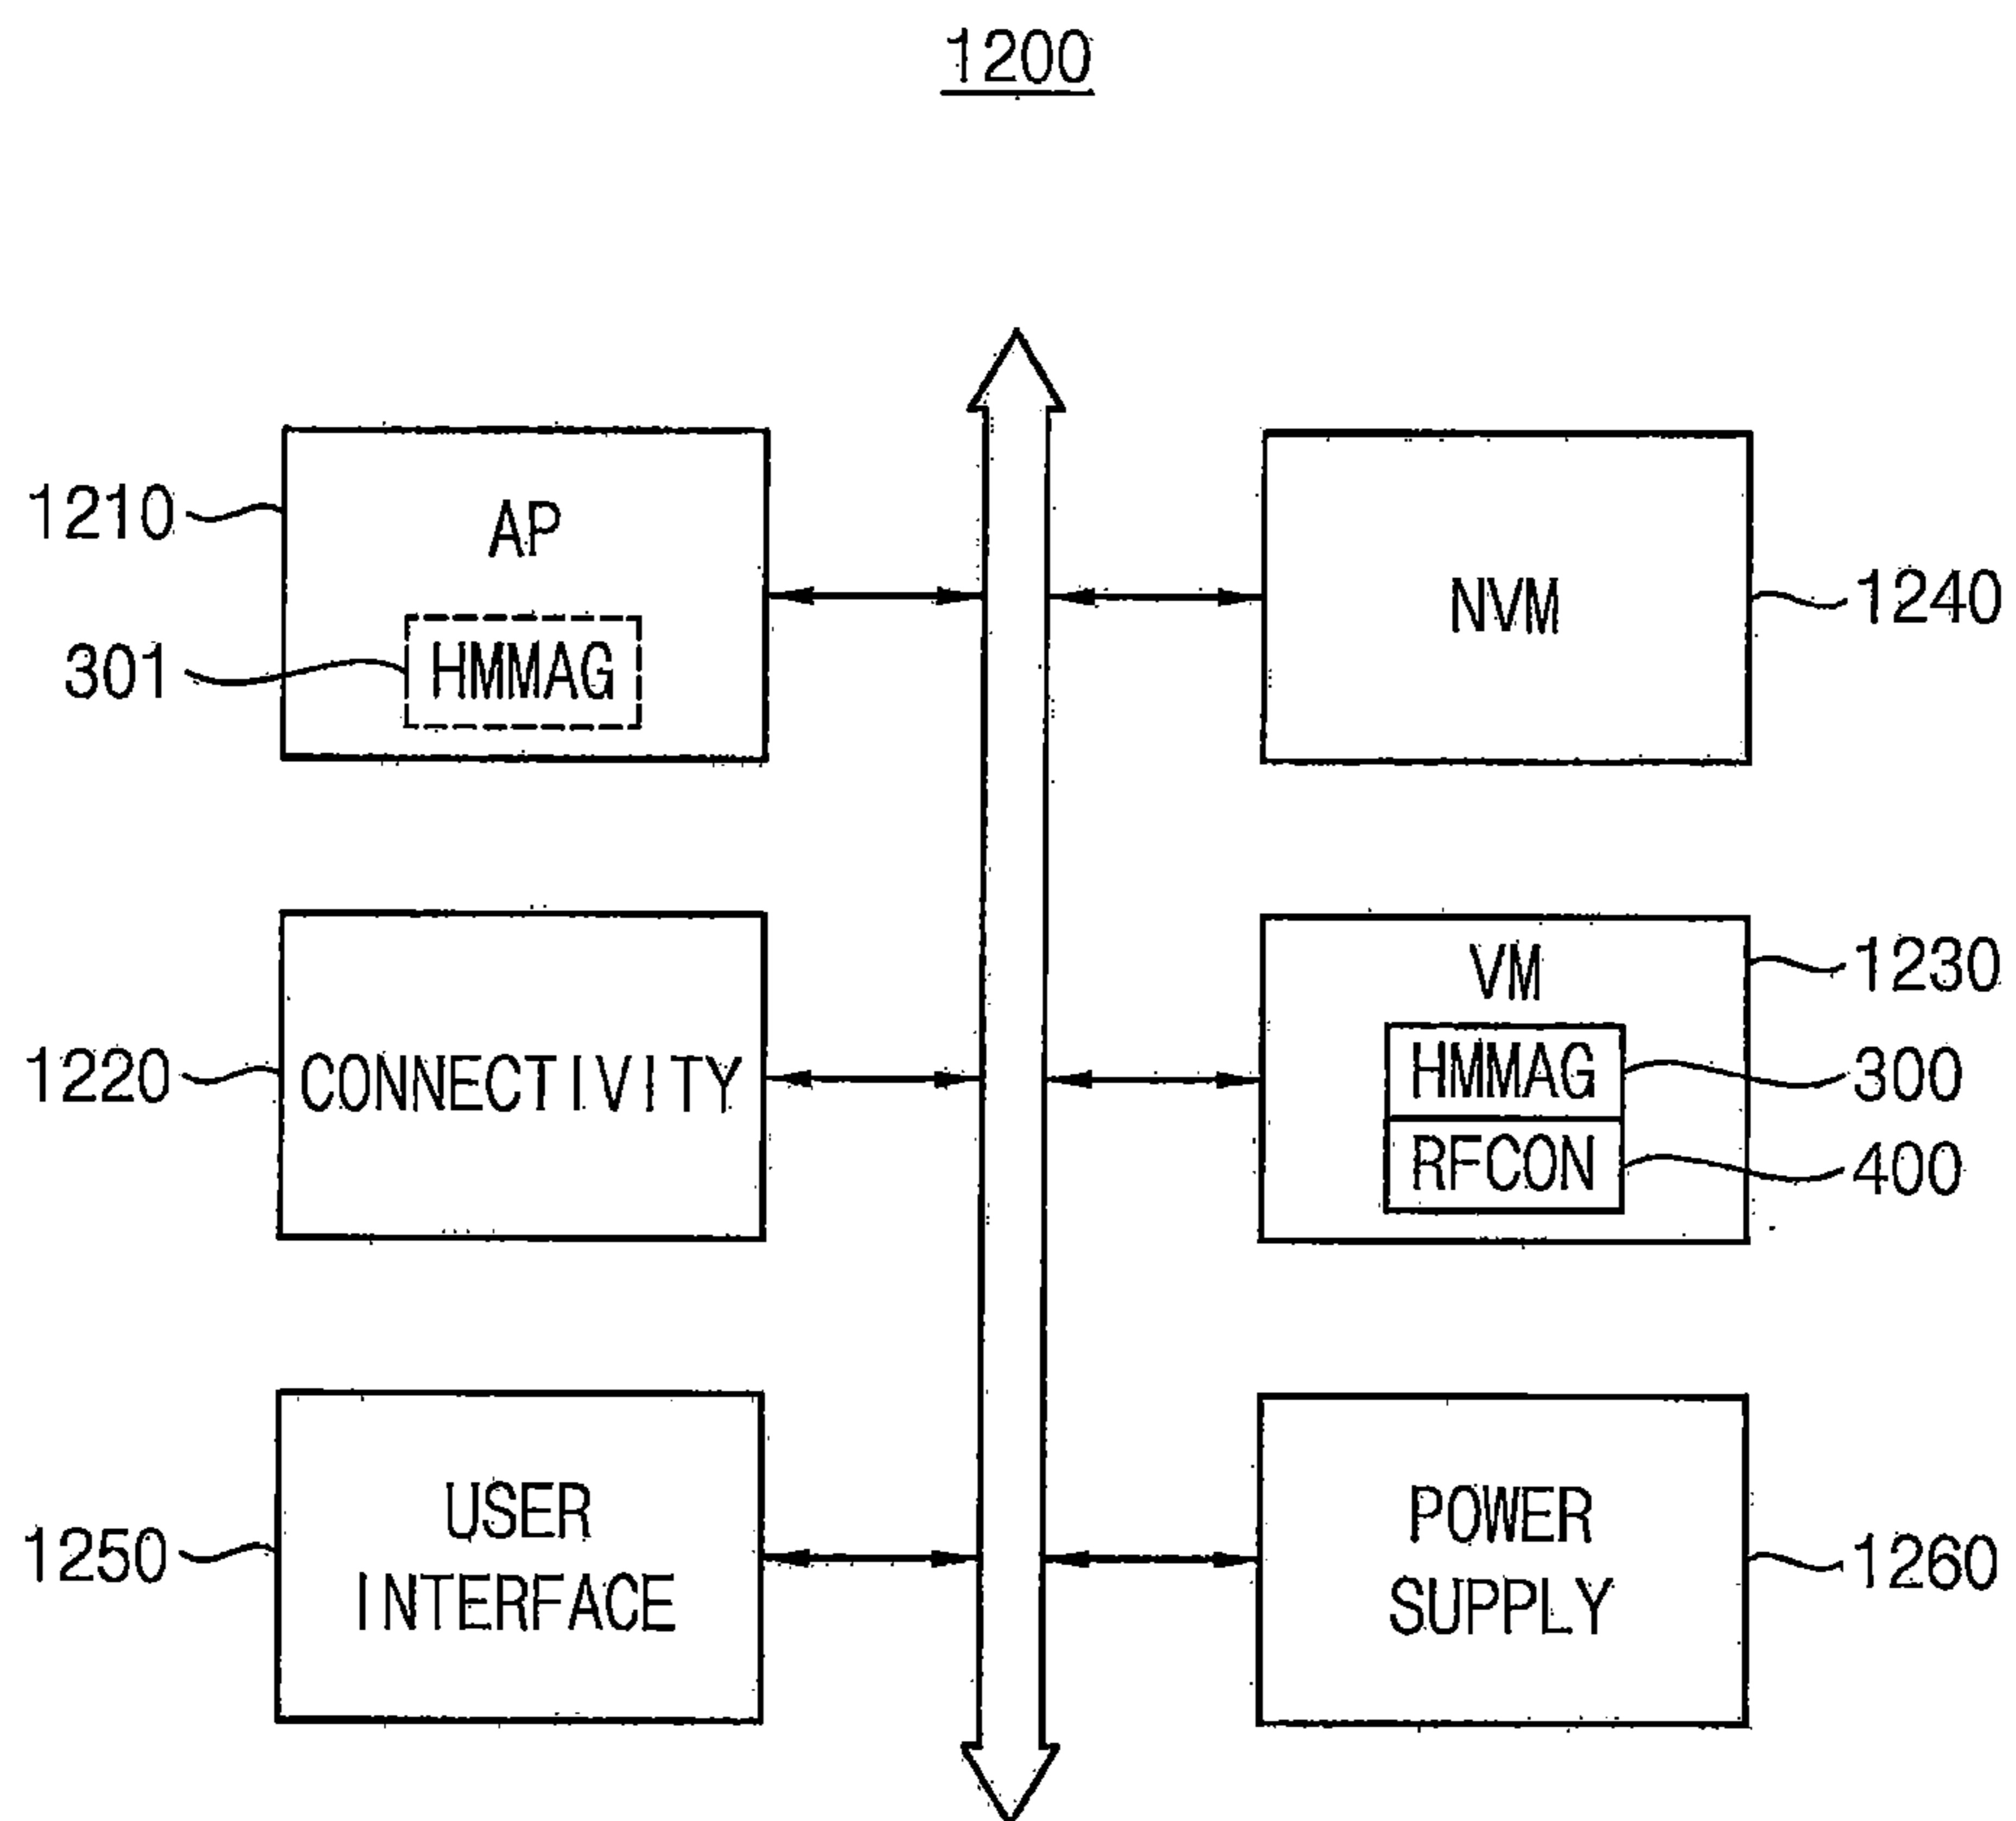 1200
1210
AP
301
HMMAG
NVM
1240
1220
CONNECTIVITY
VM
1230
HMMAG
300
RFCON
400
1250
USER
INTERFACE
POWER
SUPPLY
1260